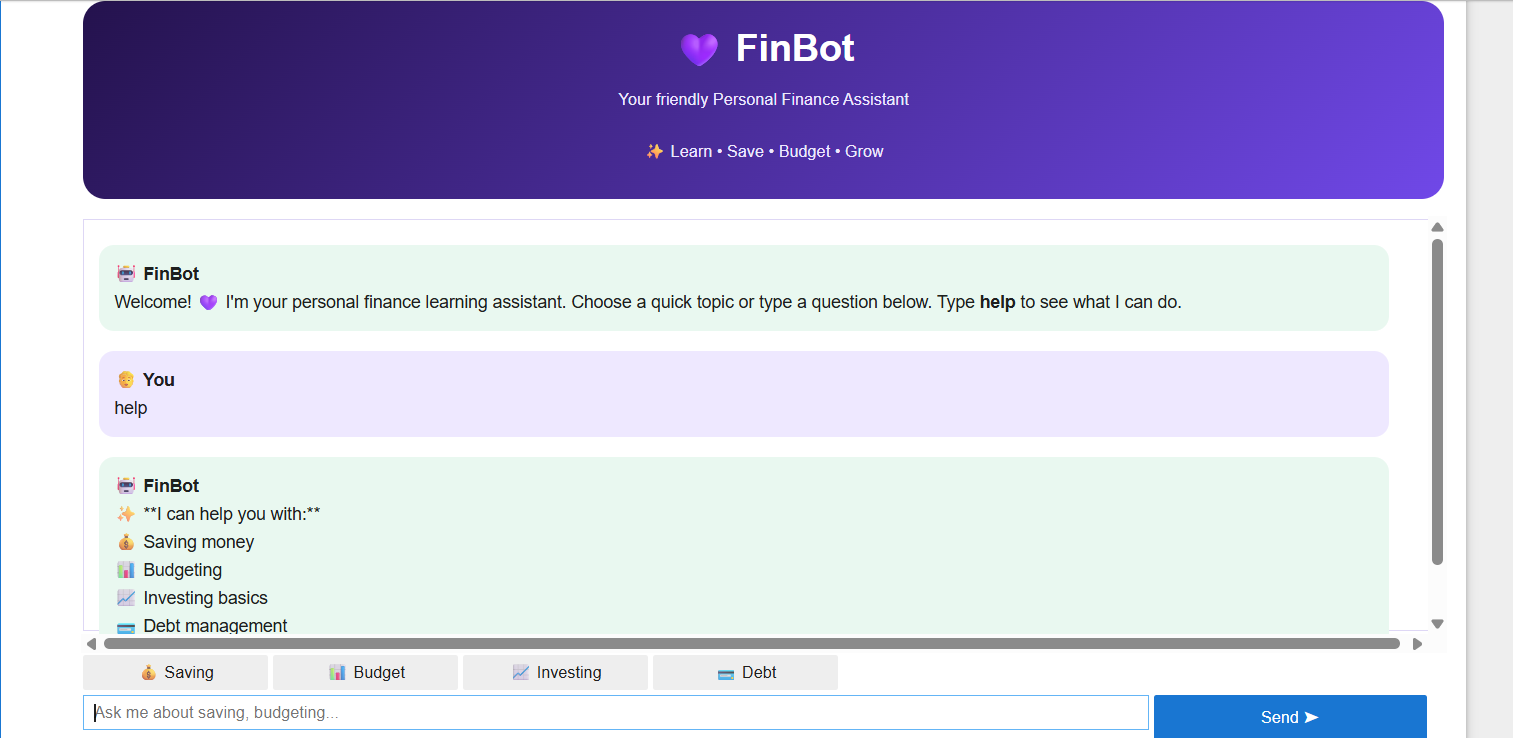 💜 FinBot
Your friendly Personal Finance Assistant
✨ Learn • Save • Budget • Grow
🤖 FinBot
Welcome! 💜 I'm your personal finance learning assistant. Choose a quick topic or type a question below. Type help to see what I can do.
🧑 You
help
🤖 FinBot
✨ **I can help you with:**
💰 Saving money
📊 Budgeting
📈 Investing basics
💳 Debt management
💰 Saving
📊 Budget
📈 Investing
💳 Debt
Ask me about saving, budgeting...
Send ➤